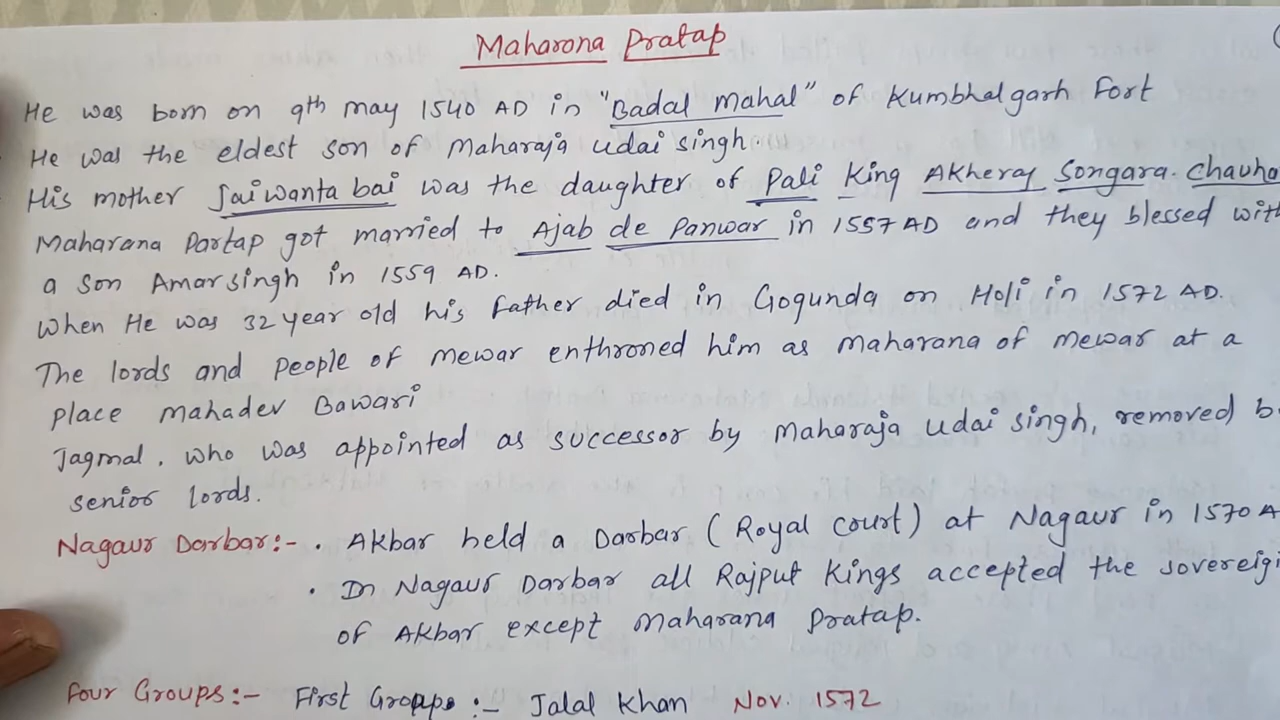 Maharona Pratap
He was born on 9th may 1540 AD in "Badal mahal" of Kumbhalgarh Fort
He was the eldest son of Maharaja Udai singh.
His mother Jaiwanta bai was the daughter of Pali King Akheraj Songara. Chauha
Maharana Partap got married to Ajab de Panwar in 1557 AD and they blessed with
a son Amar singh in 1559 AD.
When He was 32 year old his father died in Gogunda on Holi in 1572 AD.
The lords and people of mewar enthroned him as maharana of mewar at a
place mahadev Bawari
Jagmal. who was appointed as successor by maharaja Udai singh, removed b
senior lords.
Nagaur Darbar:- . Akbar held a Darbar (Royal court) at Nagaur in 1570 A
. In Nagaur Darbar all Rajput Kings accepted the sovereig
of Akbar except maharana Pratap.
Four Groups:- First Groups :- Jalal khan Nov. 1572